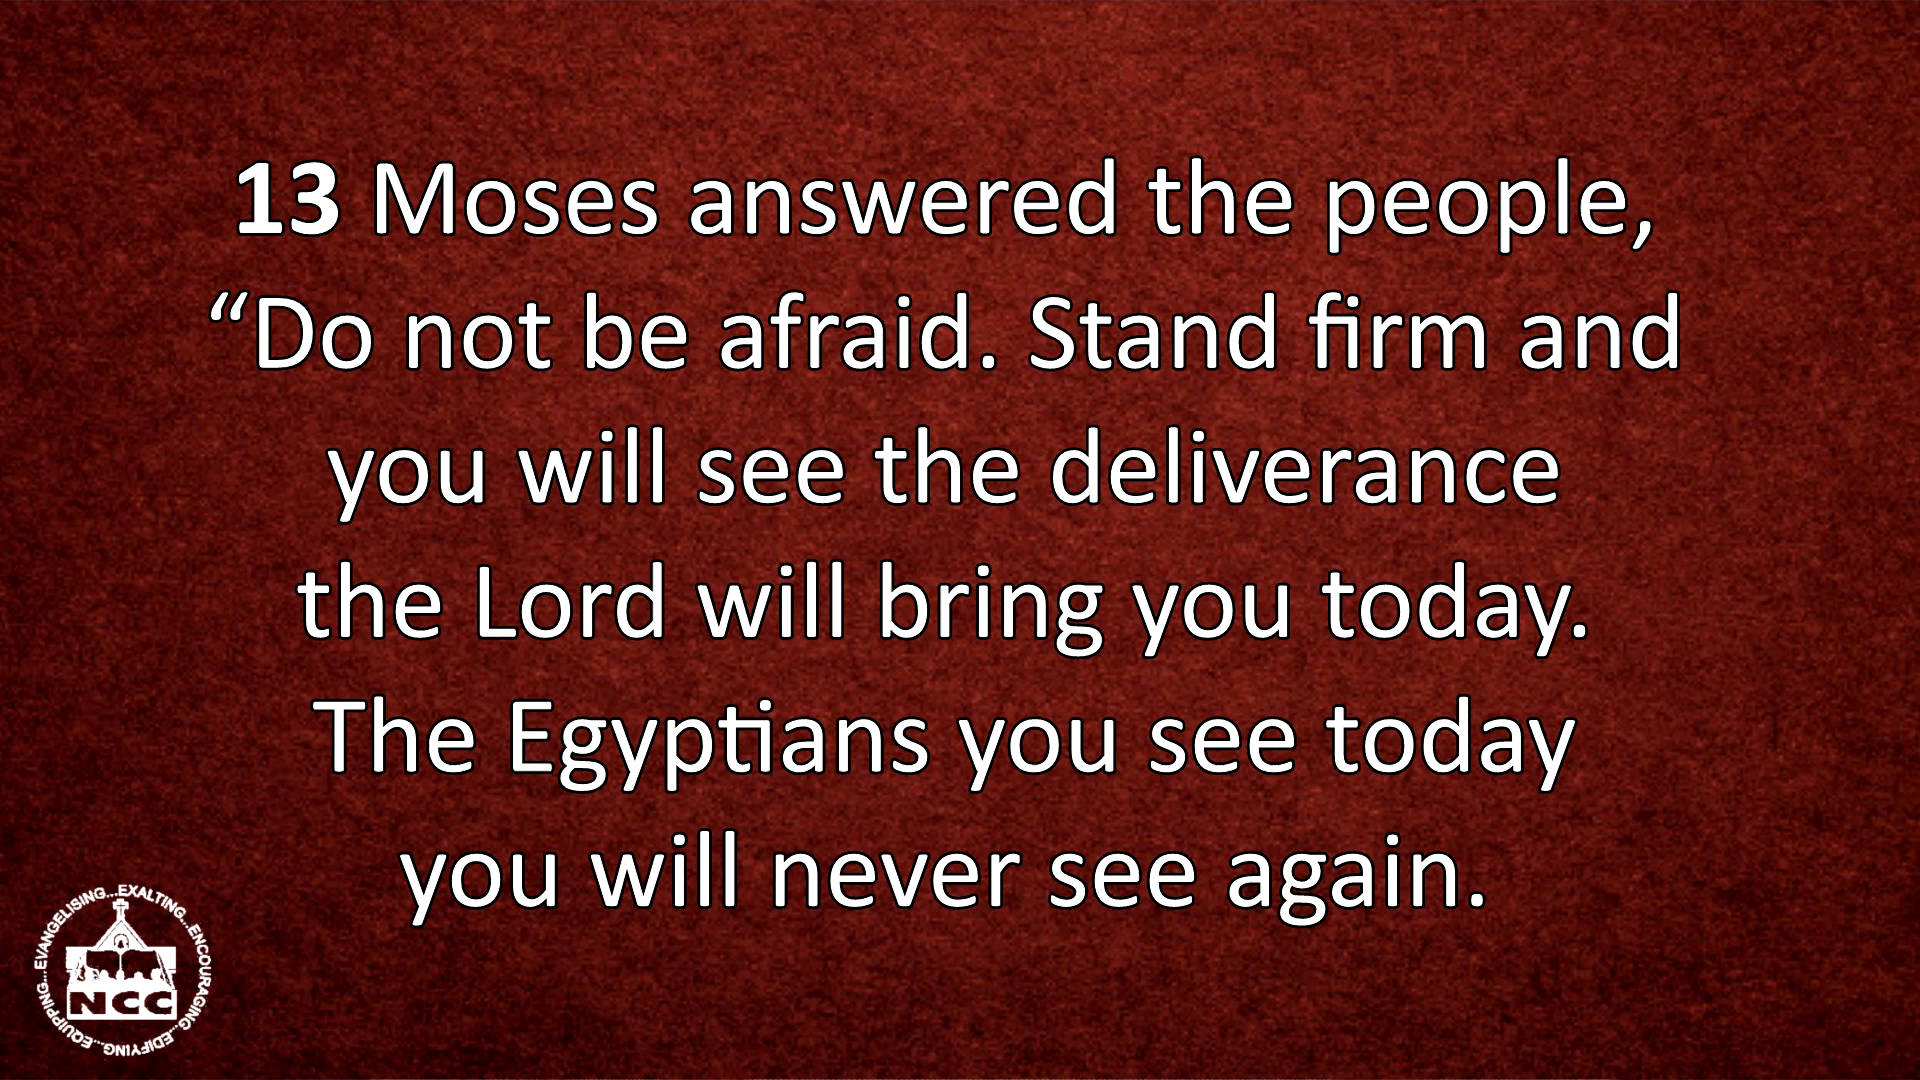 13 Moses answered the people,
“Do not be afraid. Stand firm and
you will see the deliverance
the Lord will bring you today.
The Egyptians you see today
you will never see again.
EVANGELISING...EXALTING...ENCOURAGING...EDIFYING...EQUIPPING...
NCC